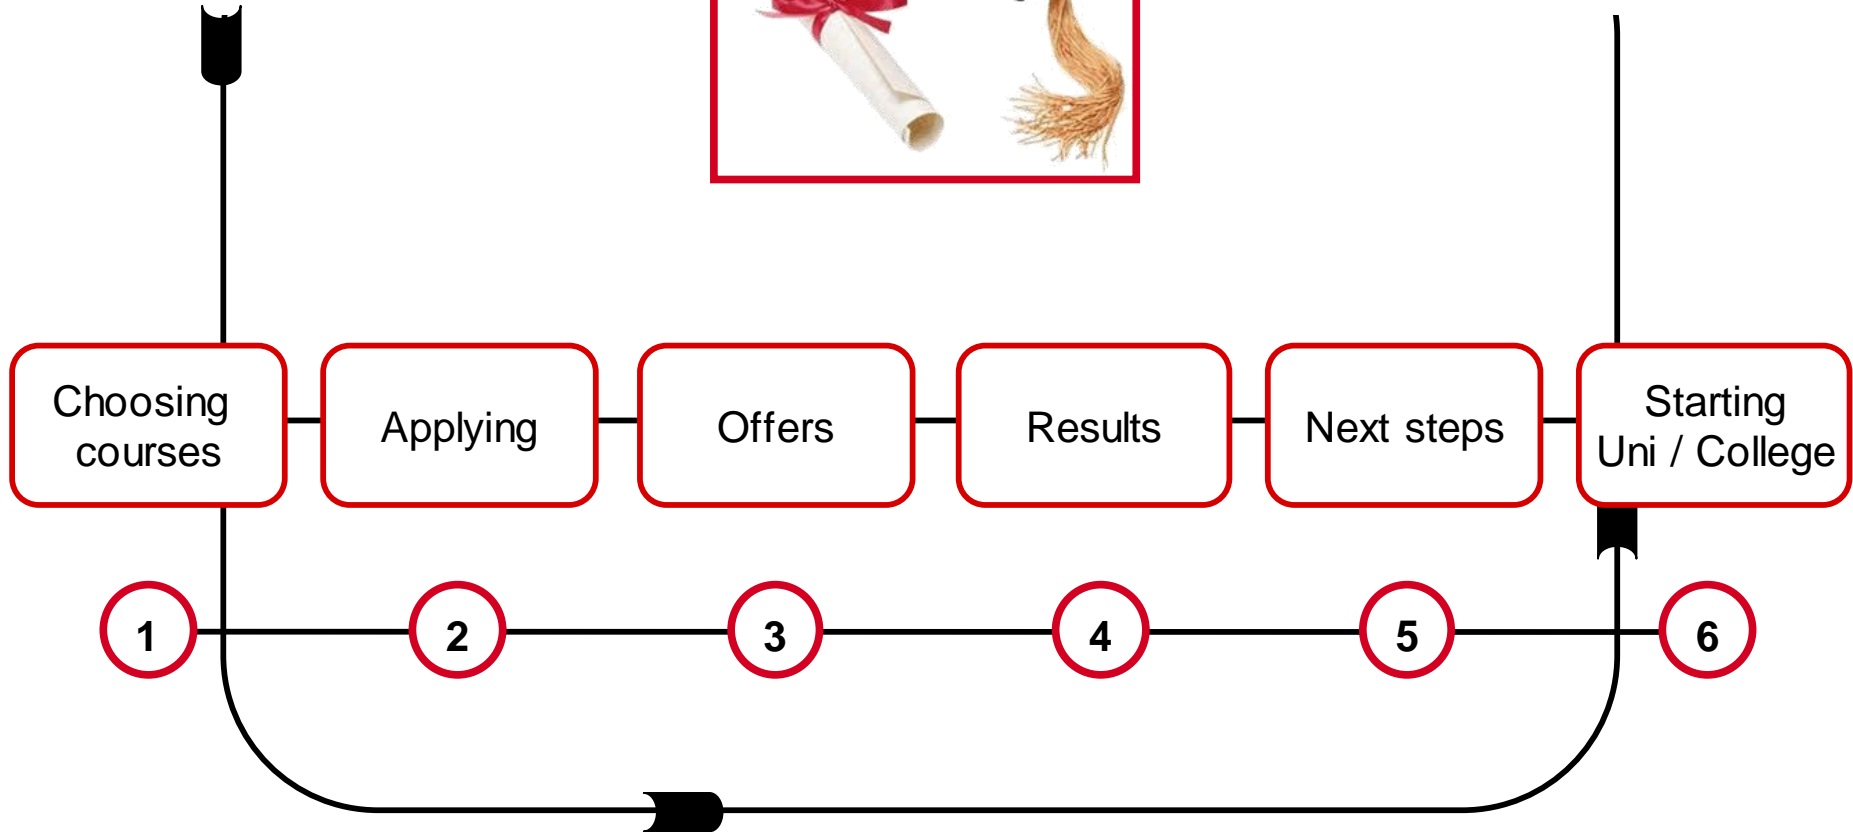 Choosing
courses
Applying
Offers
Results
Next steps
Starting
Uni / College
1
2
3
4
5
6